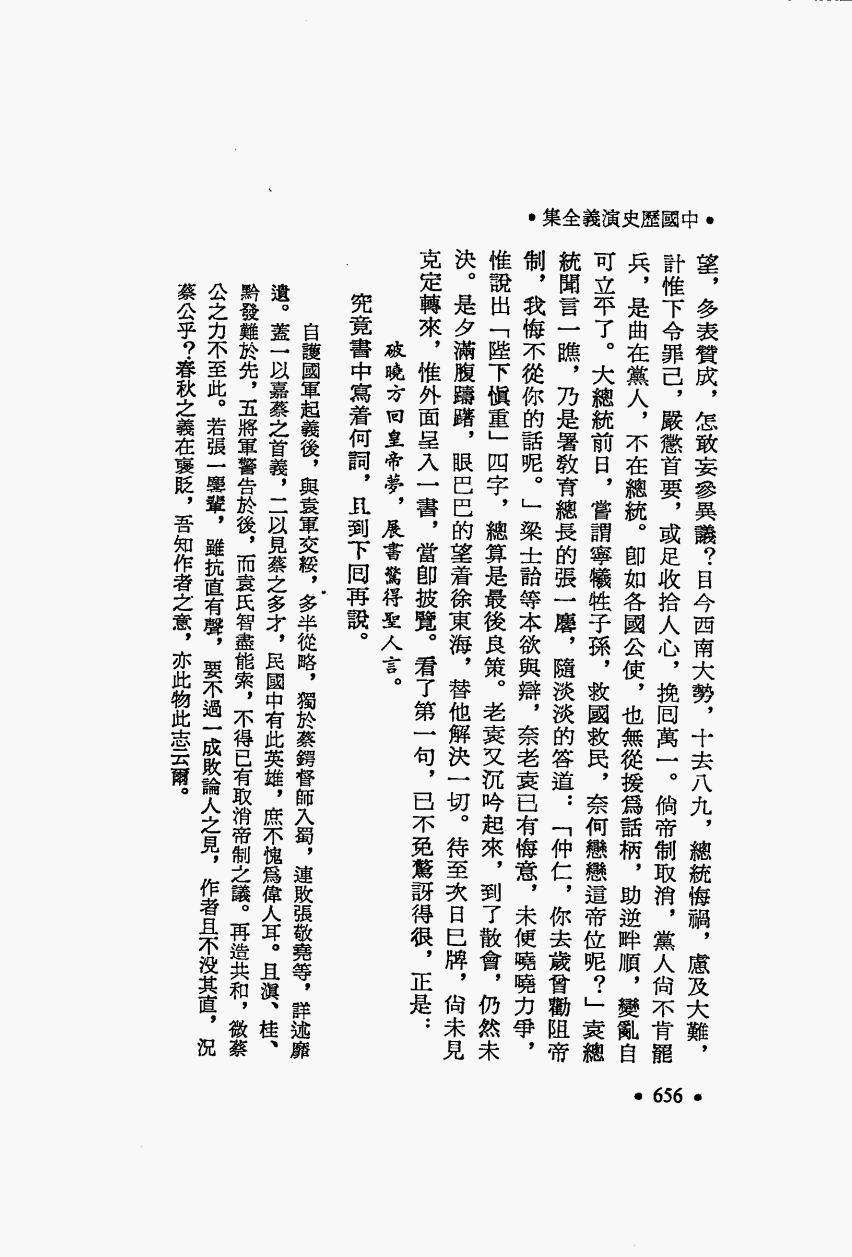 •中國歷史演義全集•
望，多表贊成，怎敢妄參異議？目今西南大勢，十去八九，總統悔禍，慮及大難，
計惟下令罪己，嚴懲首要，或足收拾人心，挽回萬一。倘帝制取消，黨人尙不肯罷
兵，是曲在黨人，不在總統。卽如各國公使，也無從援爲話柄，助逆畔順，變亂自
可立平了。大總統前日，嘗謂寧犧牲子孫，救國救民，奈何戀戀這帝位呢？」袁總
統聞言一瞧，乃是署敎育總長的張一麐，隨淡淡的答道：「仲仁，你去歲曾勸阻帝
制，我悔不從你的話呢。」梁士詒等本欲與辯，奈老袁已有悔意，未便嘵嘵力爭，
惟說出「陛下愼重」四字，總算是最後良策。老袁又沉吟起來，到了散會，仍然未
決。是夕滿腹躊躇，眼巴巴的望着徐東海，替他解決一切。待至次日巳牌，尙未見
克定轉來，惟外面呈入一書，當卽披覽。看了第一句，已不免驚訝得很，正是：
破曉方回皇帝夢，展書驚得聖人言。
究竟書中寫着何詞，且到下回再說。
自護國軍起義後，與袁軍交綏，多半從略，獨於蔡鍔督師入蜀，連敗張敬堯等，詳述靡
遺。蓋一以嘉蔡之首義，二以見蔡之多才，民國中有此英雄，庶不愧爲偉人耳。且滇、桂、
黔發難於先，五將軍警告於後，而袁氏智盡能索，不得已有取消帝制之議。再造共和，微蔡
公之力不至此。若張一麐輩，雖抗直有聲，要不過一成敗論人之見，作者且不沒其直，況
蔡公乎？春秋之義在褒貶，吾知作者之意，亦此物此志云爾。
•656•